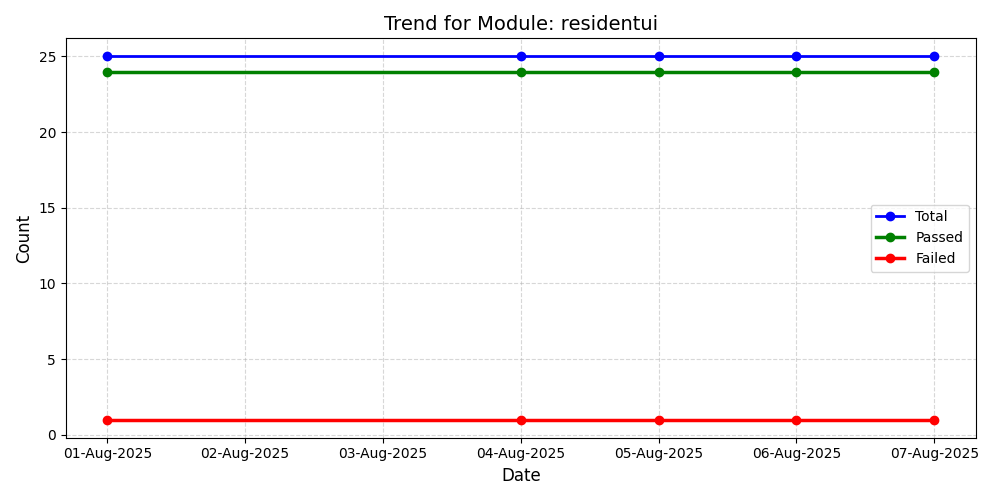 Trend for Module: residentui
Count
25
20
15
10
5
0
Total
Passed
Failed
01-Aug-2025 02-Aug-2025 03-Aug-2025 04-Aug-2025 05-Aug-2025 06-Aug-2025 07-Aug-2025
Date